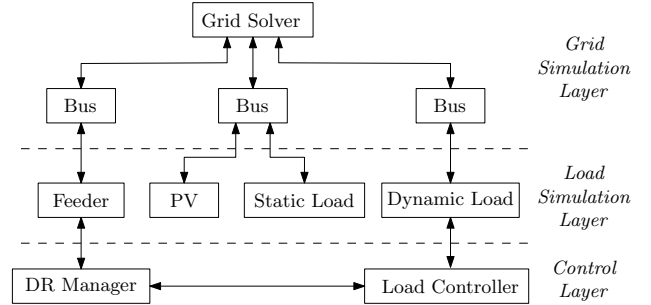 Grid Solver
Grid
Simulation
Layer
Bus
Bus
Bus
Load
Simulation
Layer
Feeder
PV
Static Load
Dynamic Load
Control
Layer
DR Manager
Load Controller